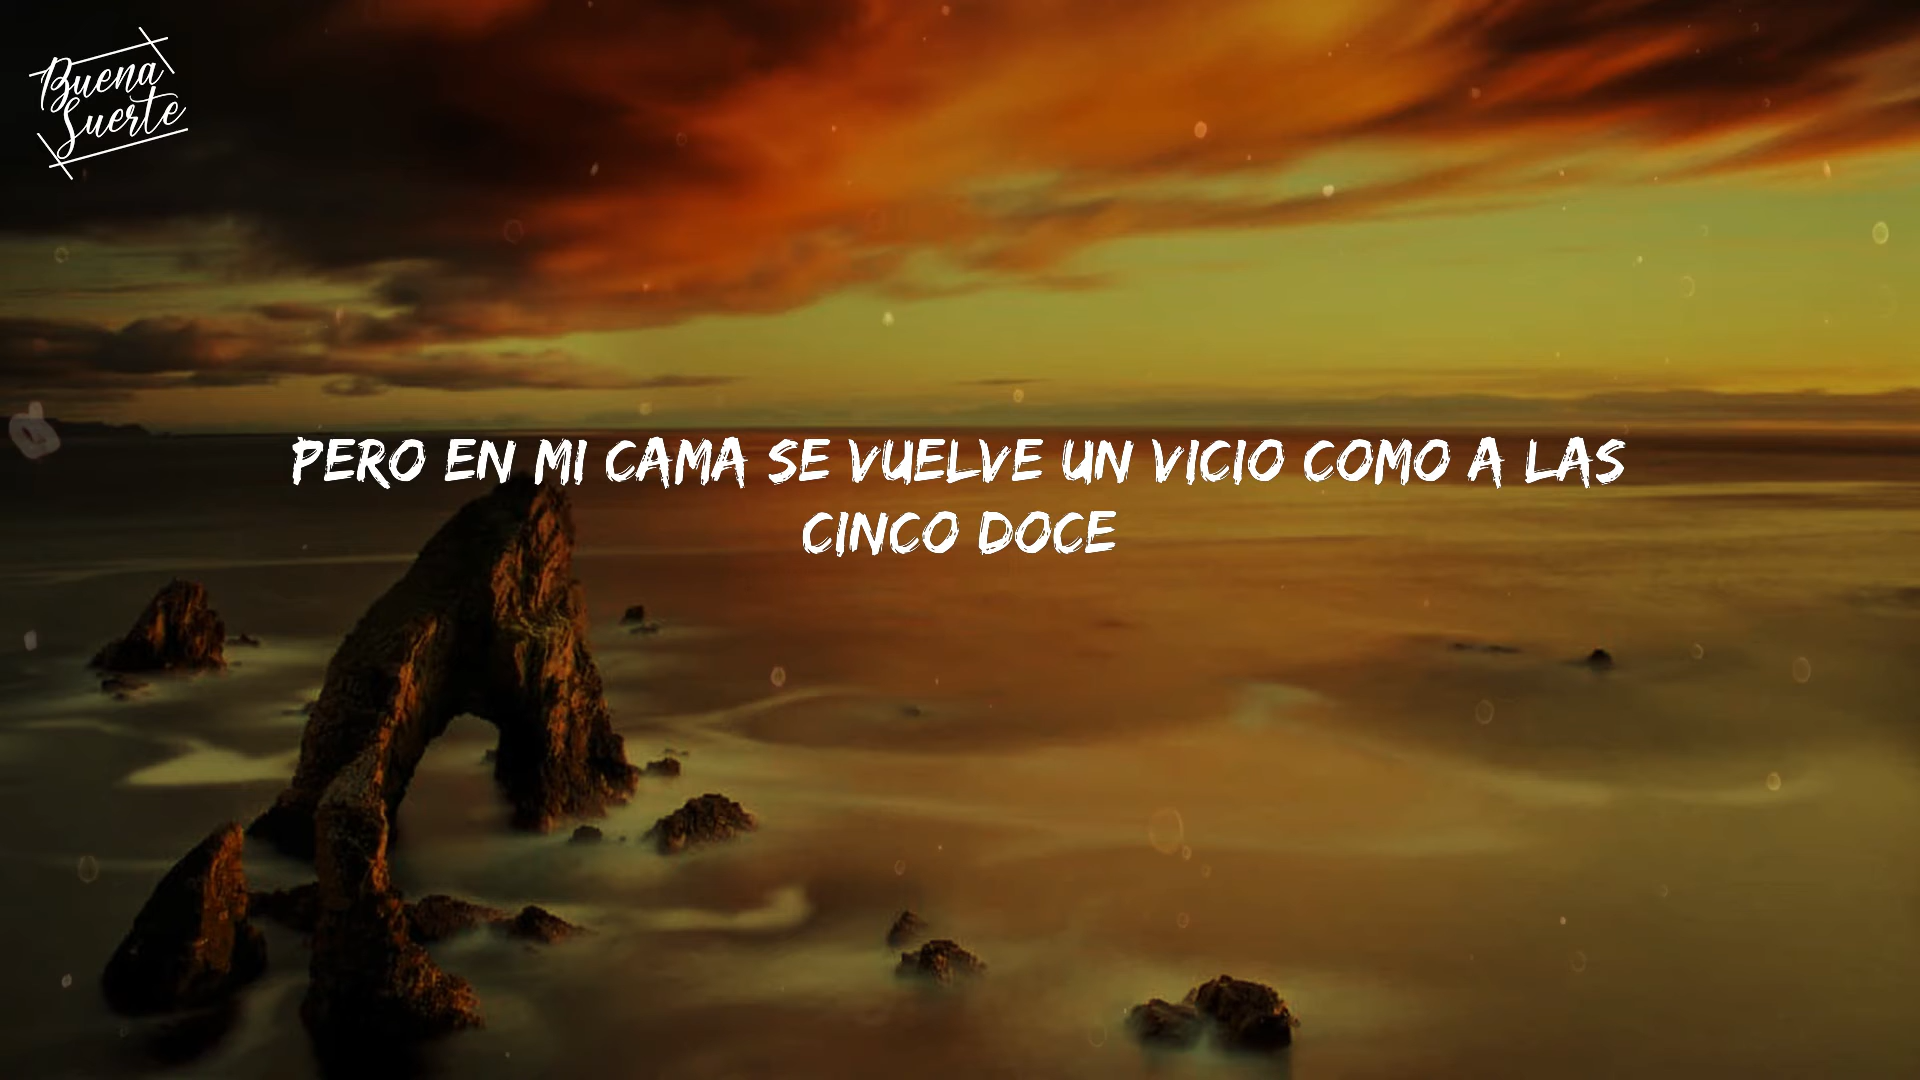 Buena
Suerte
PERO EN MI CAMA SE VUELVE UN VICIO COMO A LAS
CINCO DOCE